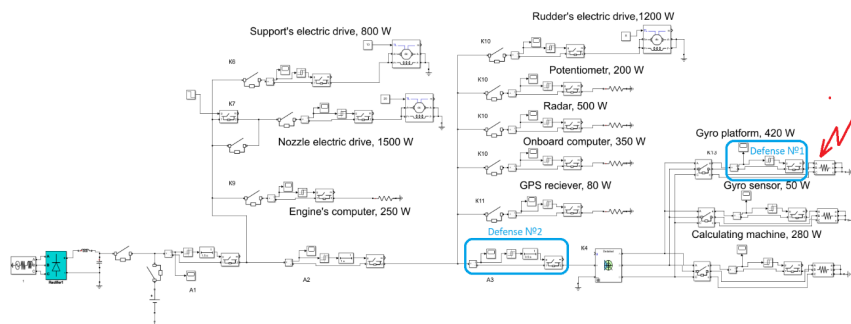 Support's electric drive, 800 W
Rudder's electric drive,1200 W
K6
K10
K10
Potentiometr, 200 W
K7
Radar, 500 W
K10
Nozzle electric drive, 1500 W
Onboard computer, 350 W
K10
Gyro platform, 420 W
Defense №1
K9
K11
GPS reciever, 80 W
Gyro sensor, 50 W
Engine's computer, 250 W
Defense №2
K4
Calculating machine, 280 W
A1
A2
A3